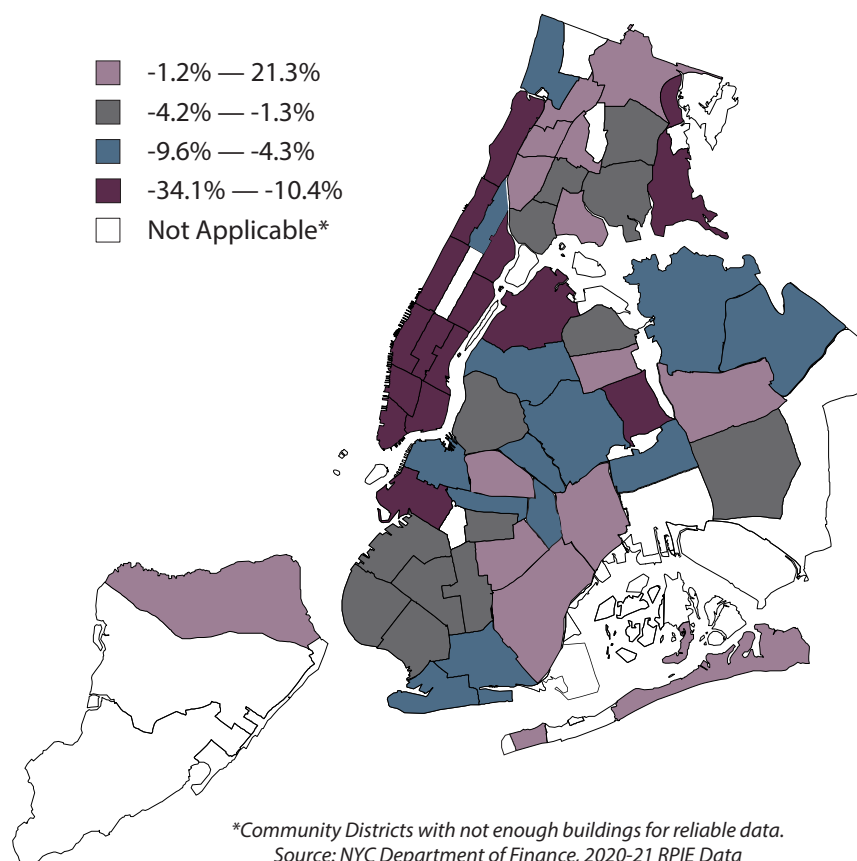 -1.2% — 21.3%
-4.2% — -1.3%
-9.6% — -4.3%
-34.1% — -10.4%
Not Applicable*
*Community Districts with not enough buildings for reliable data.
Source: NYC Department of Finance, 2020-21 RPIE Data